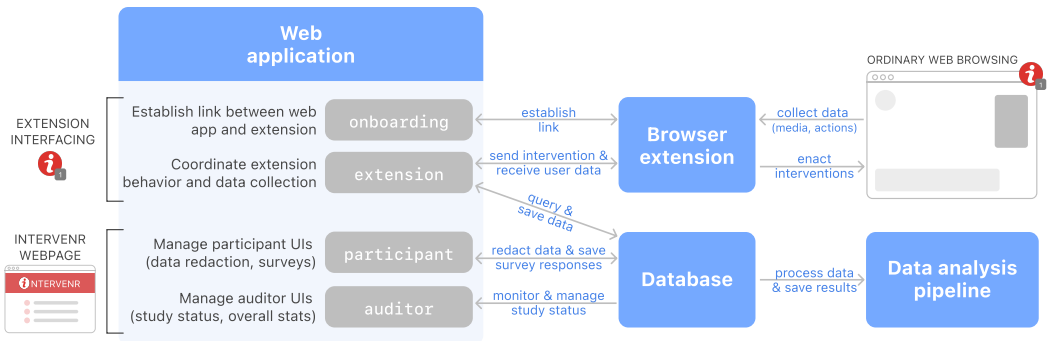 Web
application
EXTENSION
INTERFACING
i
1
Establish link between web
app and extension
onboarding
Coordinate extension
behavior and data collection
extension
INTERVENR
WEBPAGE
iNTERVENR
Manage participant UIs
(data redaction, surveys)
participant
Manage auditor UIs
(study status, overall stats)
auditor
establish
link
send intervention &
receive user data
query &
save data
redact data & save
survey responses
monitor & manage
study status
Browser
extension
Database
collect data
(media, actions)
enact
interventions
process data
& save results
ORDINARY WEB BROWSING
i
1
Data analysis
pipeline